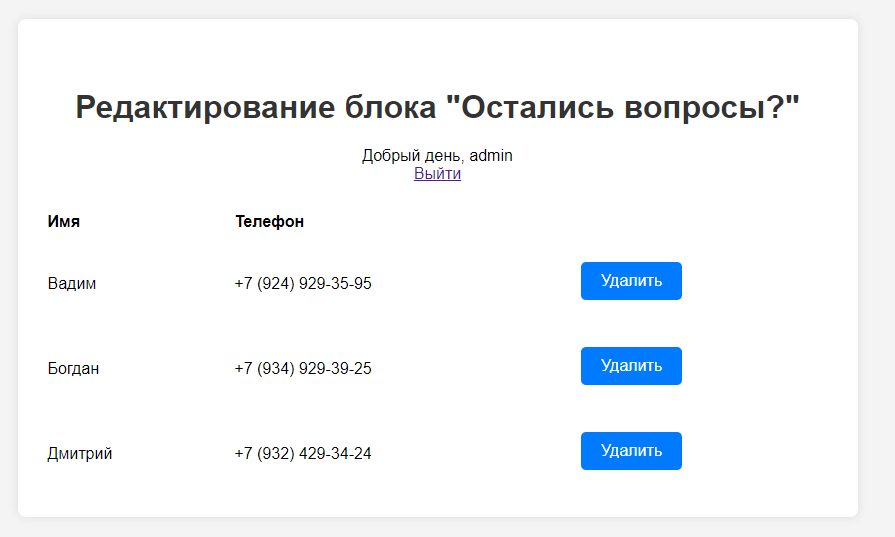 Редактирование блока "Остались вопросы?"
Добрый день, admin
Выйти
Имя Телефон
Вадим +7 (924) 929-35-95 Удалить
Богдан +7 (934) 929-39-25 Удалить
Дмитрий +7 (932) 429-34-24 Удалить